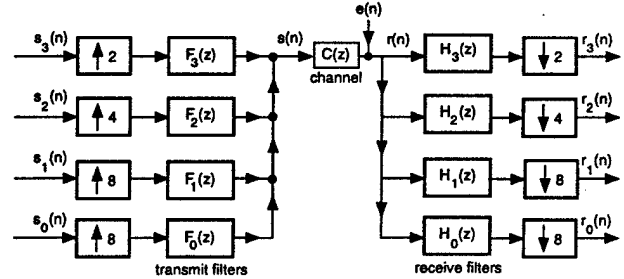 e(n)
s₃(n) ↑ 2 F₃(z) s(n) C(z) r(n) H₃(z) ↓ 2 r₃(n)
channel
s₂(n) ↑ 4 F₂(z) H₂(z) ↓ 4 r₂(n)
s₁(n) ↑ 8 F₁(z) H₁(z) ↓ 8 r₁(n)
s₀(n) ↑ 8 F₀(z) H₀(z) ↓ 8 r₀(n)
transmit filters receive filters